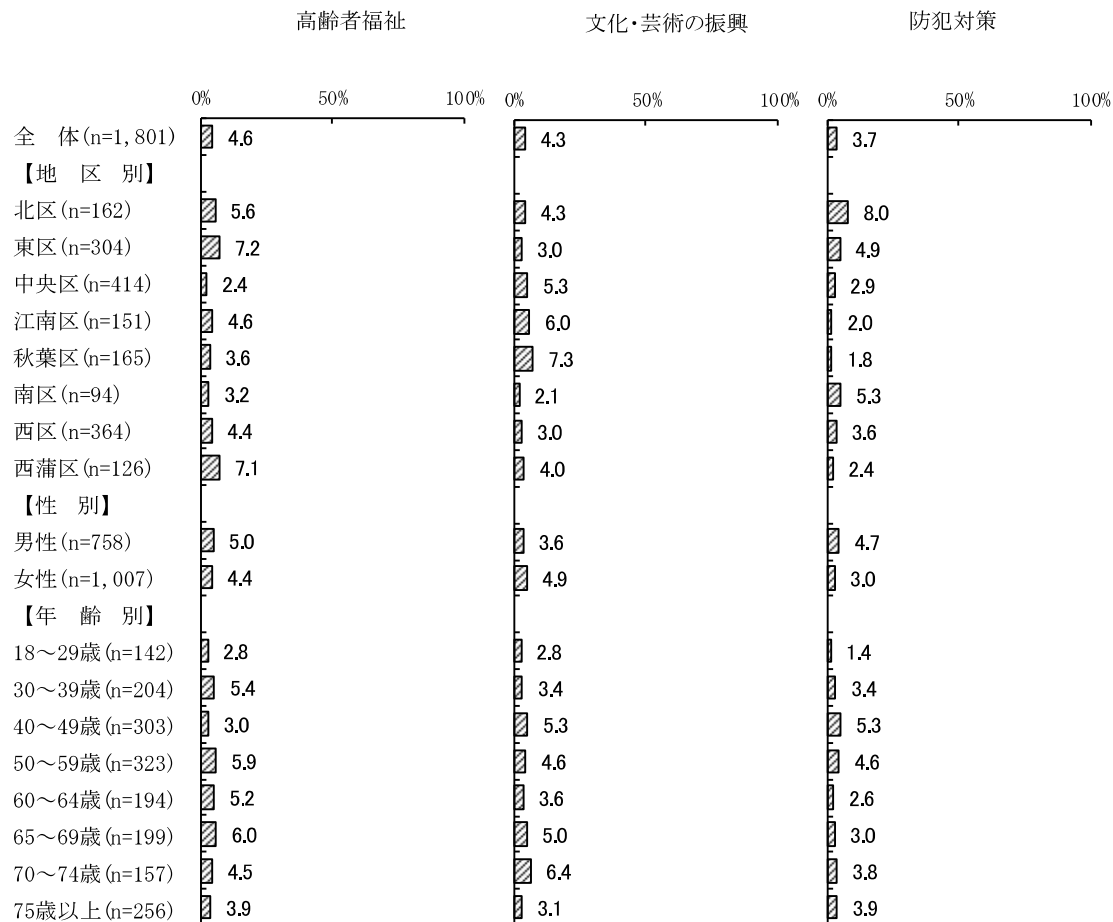 高齢者福祉 文化・芸術の振興 防犯対策
0% 50% 100% 0% 50% 100% 0% 50% 100%
全 体(n=1,801) 4.6 4.3 3.7
【地 区 別】
北区(n=162) 5.6 4.3 8.0
東区(n=304) 7.2 3.0 4.9
中央区(n=414) 2.4 5.3 2.9
江南区(n=151) 4.6 6.0 2.0
秋葉区(n=165) 3.6 7.3 1.8
南区(n=94) 3.2 2.1 5.3
西区(n=364) 4.4 3.0 3.6
西蒲区(n=126) 7.1 4.0 2.4
【性 別】
男性(n=758) 5.0 3.6 4.7
女性(n=1,007) 4.4 4.9 3.0
【年 齢 別】
18～29歳(n=142) 2.8 2.8 1.4
30～39歳(n=204) 5.4 3.4 3.4
40～49歳(n=303) 3.0 5.3 5.3
50～59歳(n=323) 5.9 4.6 4.6
60～64歳(n=194) 5.2 3.6 2.6
65～69歳(n=199) 6.0 5.0 3.0
70～74歳(n=157) 4.5 6.4 3.8
75歳以上(n=256) 3.9 3.1 3.9